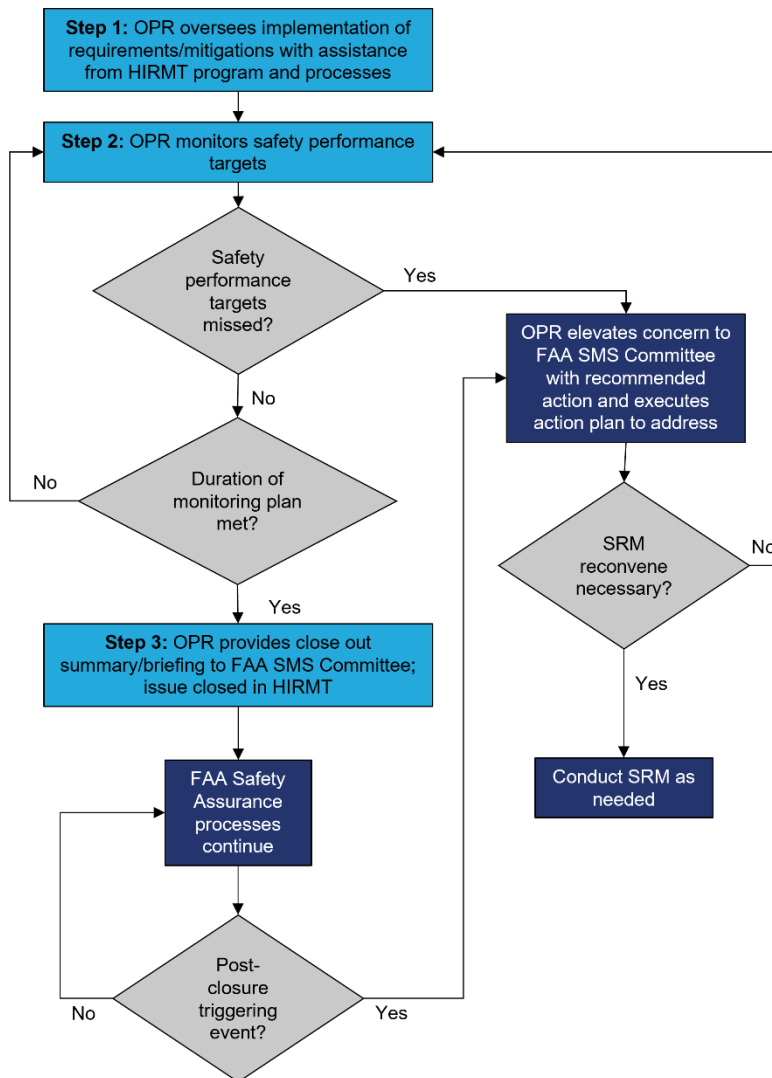 Step 1: OPR oversees implementation of
requirements/mitigations with assistance
from HIRMT program and processes
Step 2: OPR monitors safety performance
targets
Safety
performance
targets
missed?
Yes
No
OPR elevates concern to
FAA SMS Committee
with recommended
action and executes
action plan to address
Duration of
monitoring plan
met?
No
Yes
SRM
reconvene
necessary?
No
Yes
Step 3: OPR provides close out
summary/briefing to FAA SMS Committee;
issue closed in HIRMT
FAA Safety
Assurance
processes
continue
Conduct SRM as
needed
Post-
closure
triggering
event?
No
Yes